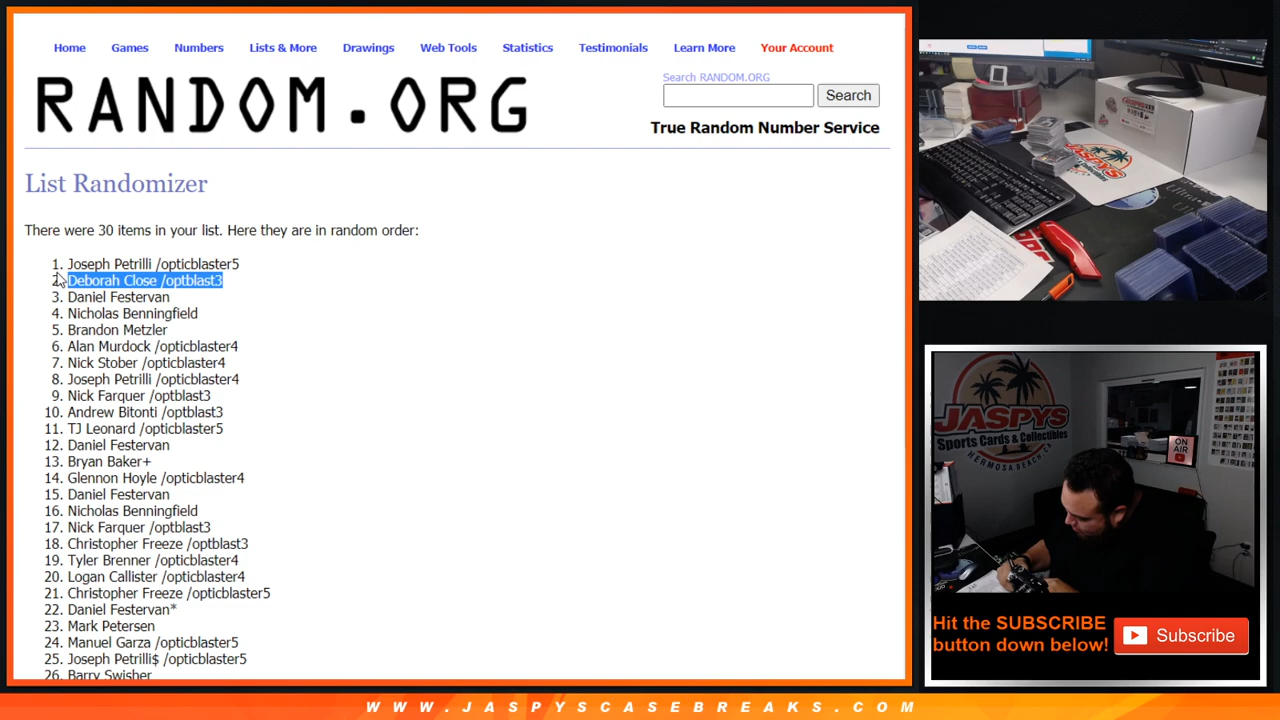 Home Games Numbers Lists & More Drawings Web Tools Statistics Testimonials Learn More Your Account
RANDOM.ORG
Search RANDOM.ORG
Search
True Random Number Service
List Randomizer
There were 30 items in your list. Here they are in random order:
1. Joseph Petrilli /opticblaster5
2. Deborah Close /optblast3
3. Daniel Festervan
4. Nicholas Benningfield
5. Brandon Metzler
6. Alan Murdock /opticblaster4
7. Nick Stober /opticblaster4
8. Joseph Petrilli /opticblaster4
9. Nick Farquer /optblast3
10. Andrew Bitonti /optblast3
11. TJ Leonard /opticblaster5
12. Daniel Festervan
13. Bryan Baker+
14. Glennon Hoyle /opticblaster4
15. Daniel Festervan
16. Nicholas Benningfield
17. Nick Farquer /optblast3
18. Christopher Freeze /optblast3
19. Tyler Brenner /opticblaster4
20. Logan Callister /opticblaster4
21. Christopher Freeze /opticblaster5
22. Daniel Festervan*
23. Mark Petersen
24. Manuel Garza /opticblaster5
25. Joseph Petrilli$ /opticblaster5
26. Barry Swisher
JASPYS
JASPYS
Sports Cards & Collectibles
HERMOSA BEACH, CA
ON AIR
Hit the SUBSCRIBE
button down below!
Subscribe
WWW.JASPYSCASEBREAKS.COM